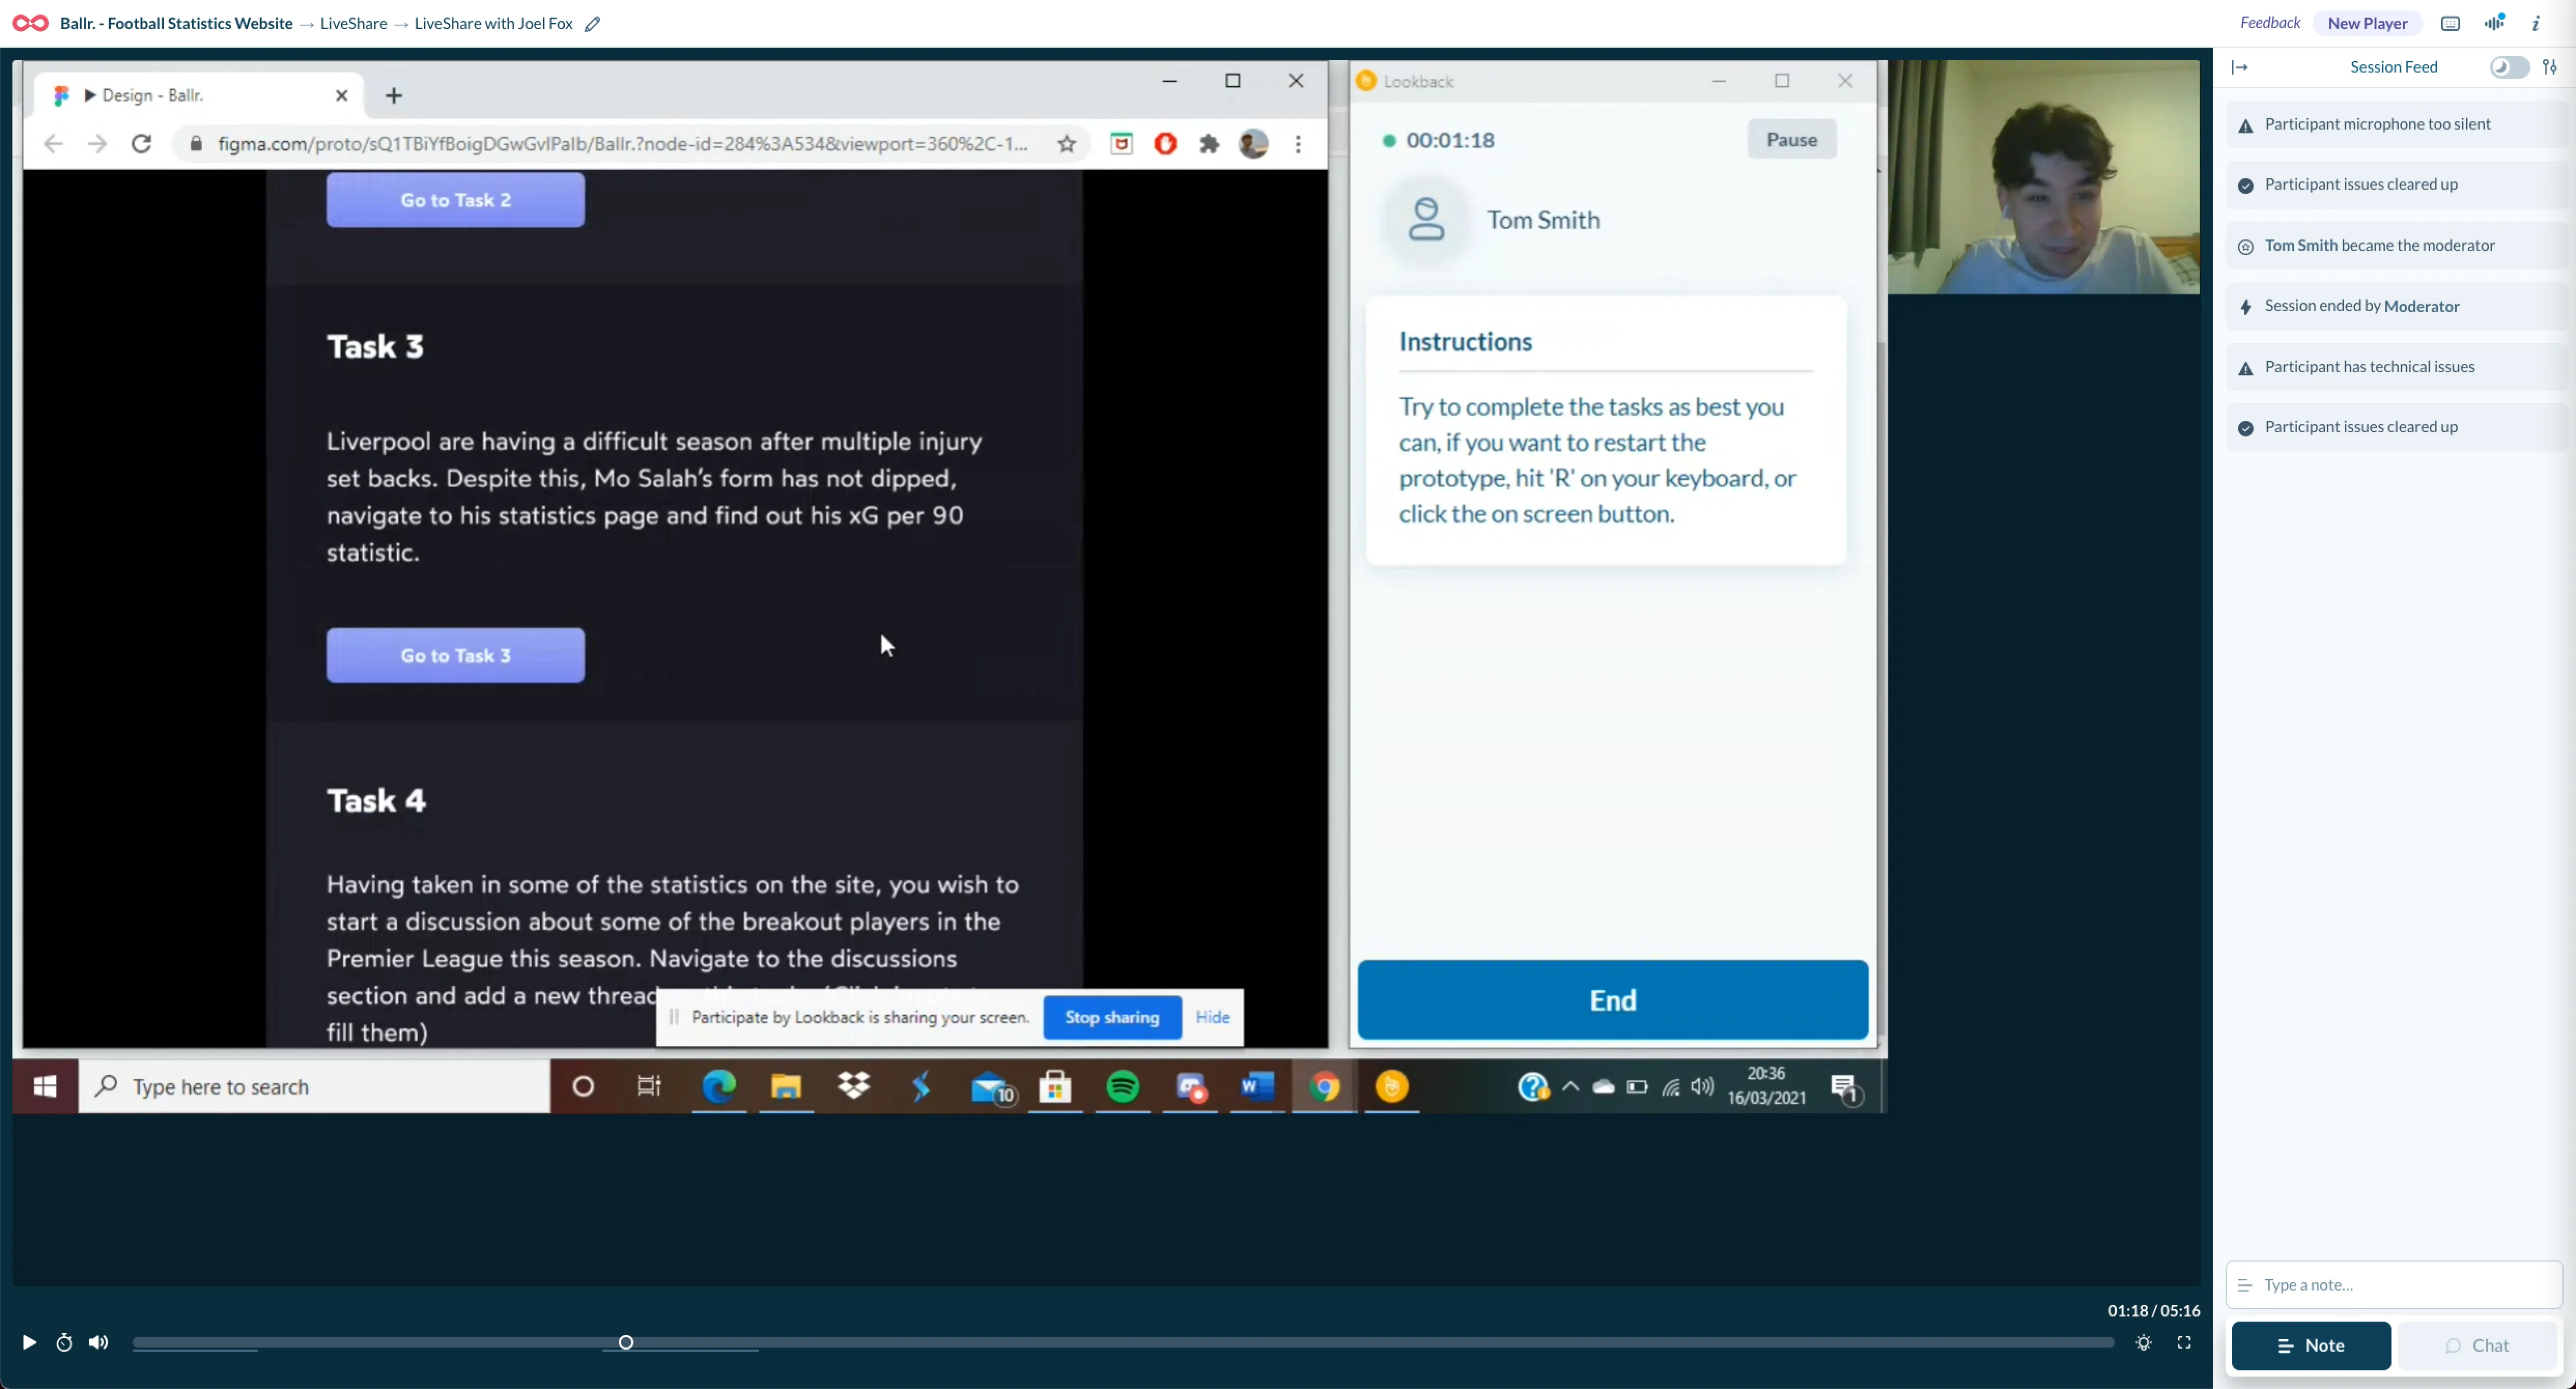 Ballr. - Football Statistics Website → LiveShare → LiveShare with Joel Fox
Feedback
New Player
Design - Ballr.
figma.com/proto/sQ1TBiYfBoigDGwGvIPalb/Ballr.?node-id=284%3A534&viewport=360%2C-1...
Go to Task 2
Task 3
Liverpool are having a difficult season after multiple injury
set backs. Despite this, Mo Salah's form has not dipped,
navigate to his statistics page and find out his xG per 90
statistic.
Go to Task 3
Task 4
Having taken in some of the statistics on the site, you wish to
start a discussion about some of the breakout players in the
Premier League this season. Navigate to the discussions
section and add a new thread
fill them)
Participate by Lookback is sharing your screen.
Stop sharing
Hide
Lookback
00:01:18
Pause
Tom Smith
Instructions
Try to complete the tasks as best you
can, if you want to restart the
prototype, hit 'R' on your keyboard, or
click the on screen button.
End
Type here to search
10
20:36
16/03/2021
1
Session Feed
Participant microphone too silent
Participant issues cleared up
Tom Smith became the moderator
Session ended by Moderator
Participant has technical issues
Participant issues cleared up
Type a note...
Note
Chat
01:18 / 05:16